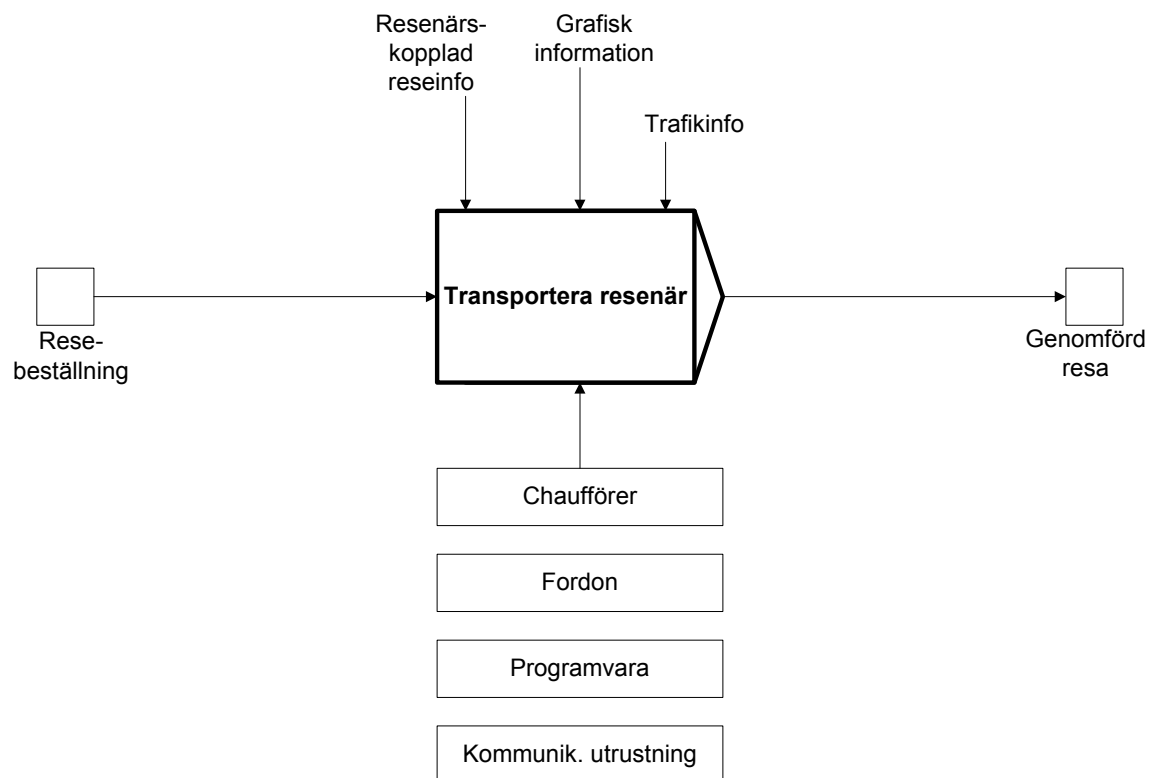 Resenärs-
kopplad
reseinfo
Grafisk
information
Trafikinfo
Transportera resenär
Rese-
beställning
Genomförd
resa
Chaufförer
Fordon
Programvara
Kommunik. utrustning